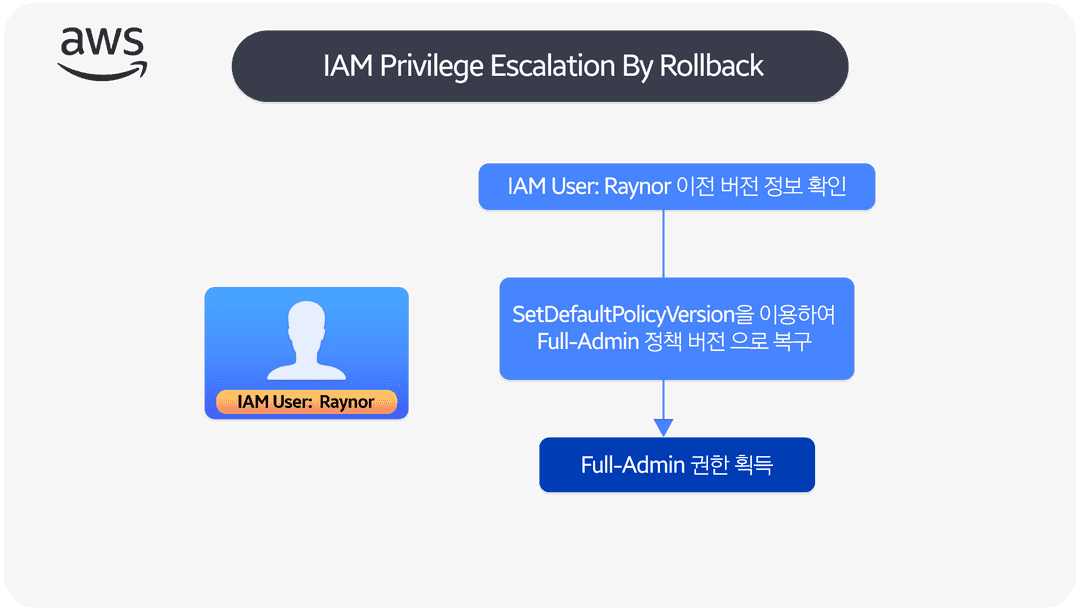 aws
IAM Privilege Escalation By Rollback
IAM User: Raynor 이전 버전 정보 확인
SetDefaultPolicyVersion을 이용하여
Full-Admin 정책 버전 으로 복구
IAM User: Raynor
Full-Admin 권한 획득